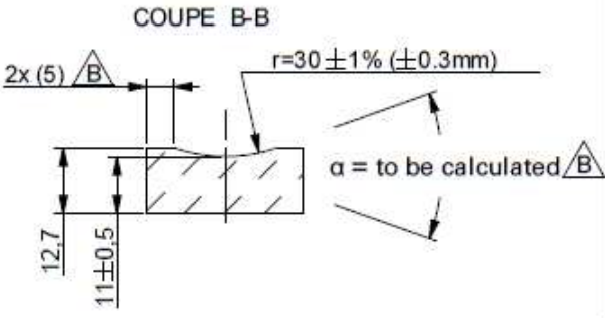 COUPE B-B
2x (5) B
r=30 ±1% (±0.3mm)
α = to be calculated B
12,7
11±0,5